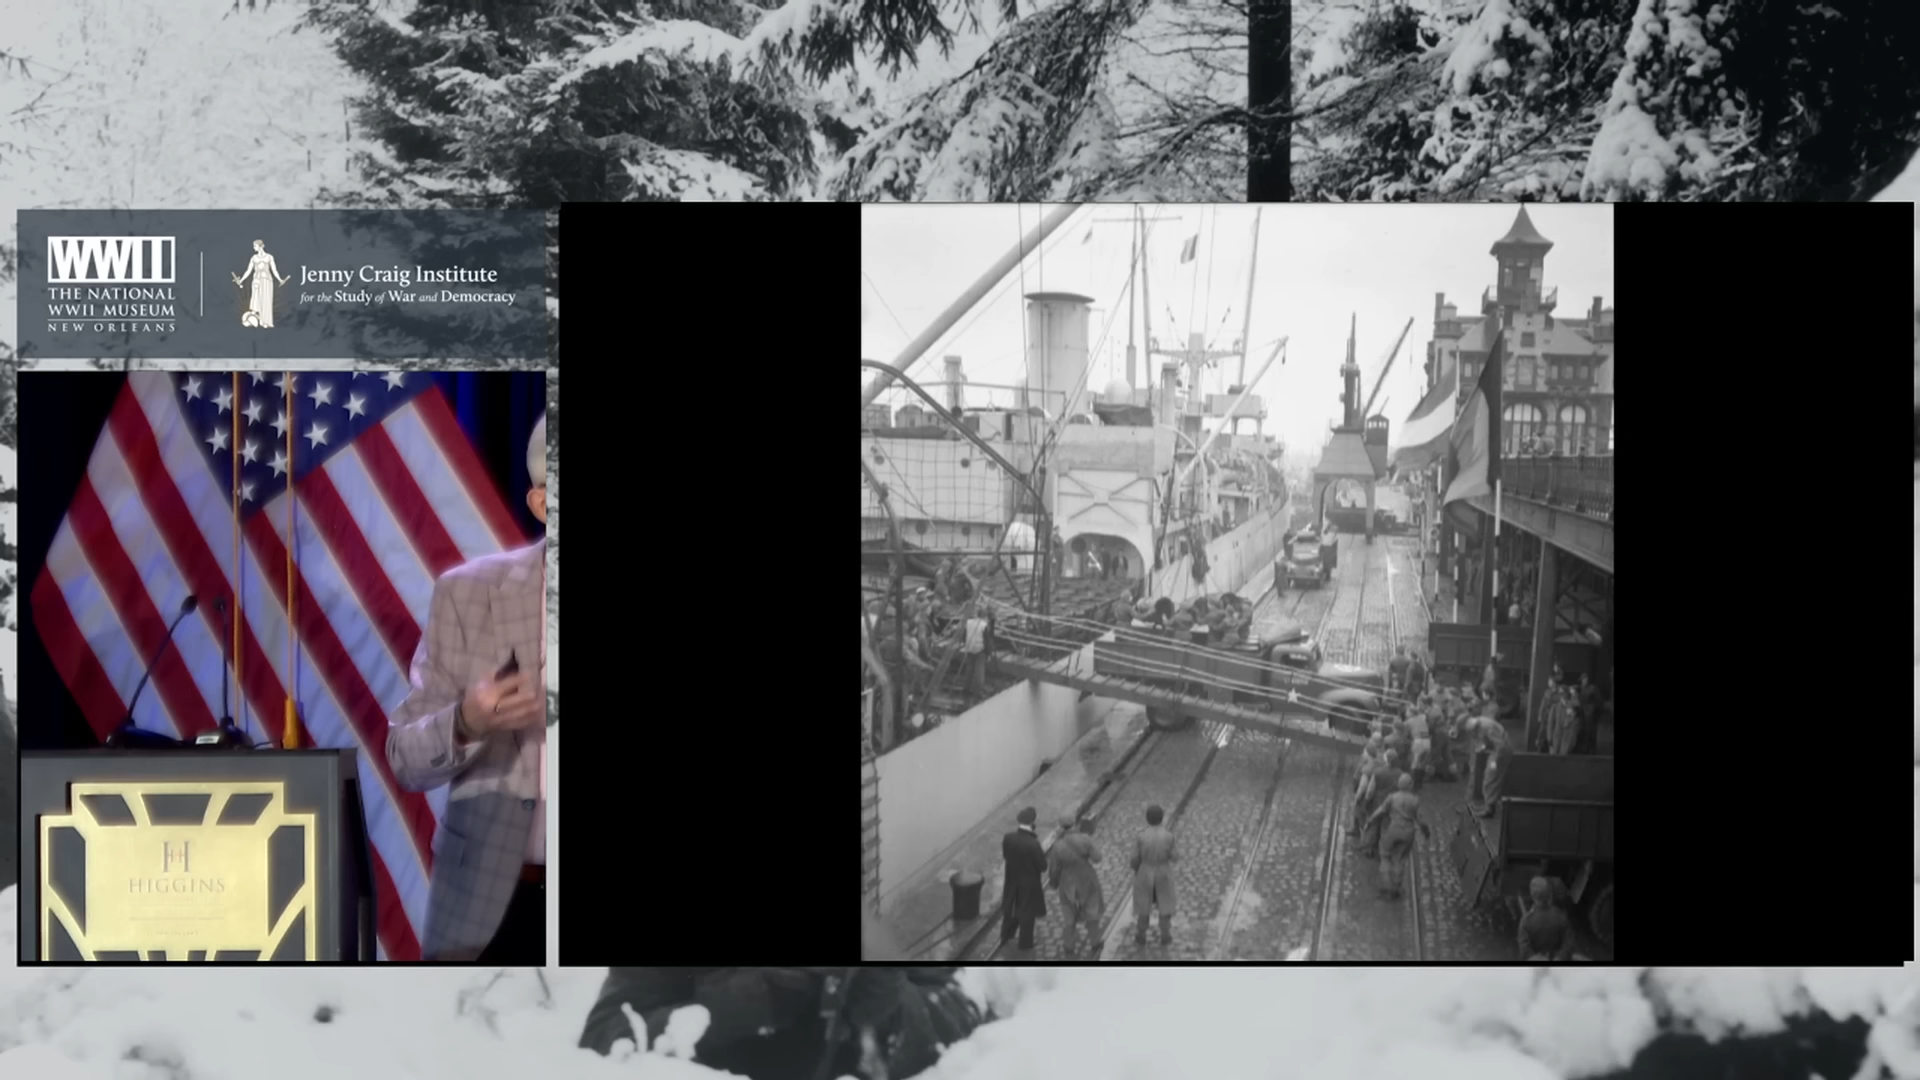 WWII
THE NATIONAL
WWII MUSEUM
NEW ORLEANS
Jenny Craig Institute
for the Study of War and Democracy
H
HIGGINS